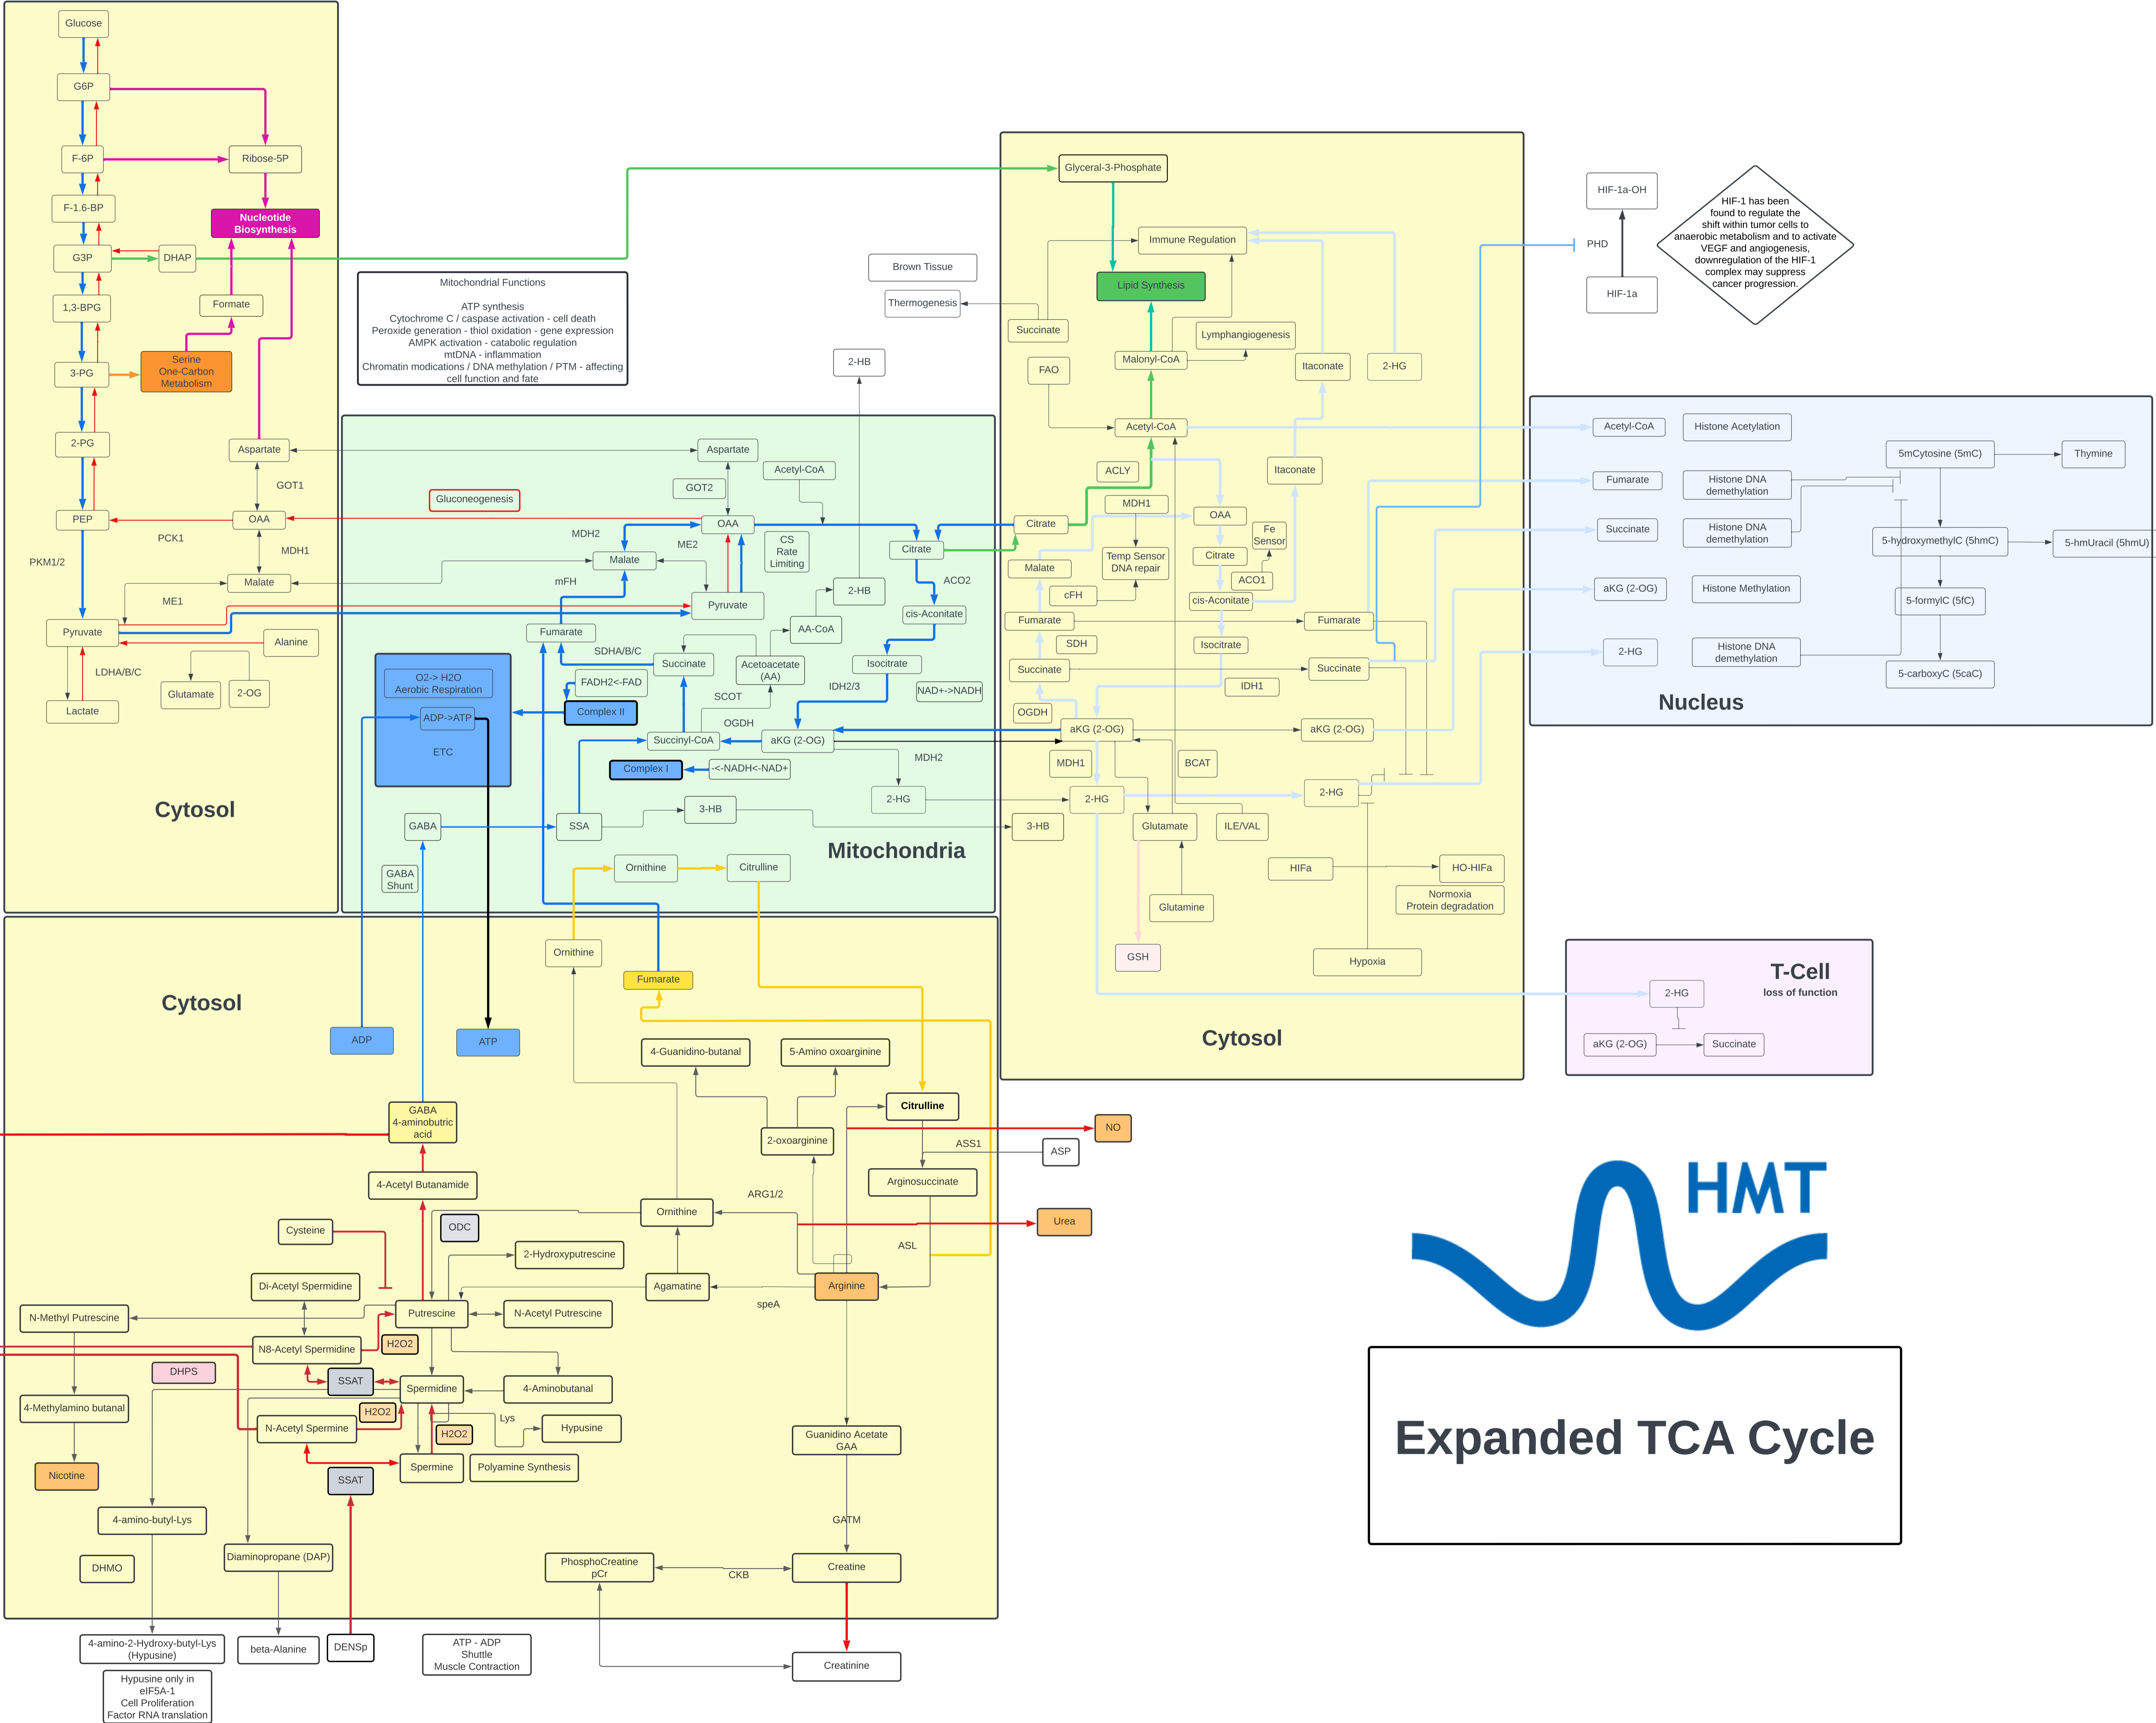 Glucose
G6P
F-6P
Ribose-5P
F-1.6-BP
Nucleotide
Biosynthesis
G3P
DHAP
1,3-BPG
Formate
3-PG
Serine
One-Carbon
Metabolism
2-PG
Aspartate
GOT1
PEP
OAA
PCK1
MDH1
PKM1/2
Malate
ME1
Pyruvate
Alanine
LDHA/B/C
Glutamate
2-OG
Lactate
Cytosol
Mitochondrial Functions
ATP synthesis
Cytochrome C / caspase activation - cell death
Peroxide generation - thiol oxidation - gene expression
AMPK activation - catabolic regulation
mtDNA - inflammation
Chromatin modications / DNA methylation / PTM - affecting
cell function and fate
Brown Tissue
Thermogenesis
2-HB
Aspartate
Acetyl-CoA
GOT2
Gluconeogenesis
OAA
MDH2
ME2
CS
Rate
Limiting
Citrate
Malate
mFH
ACO2
2-HB
Pyruvate
cis-Aconitate
Fumarate
AA-CoA
SDHA/B/C
Succinate
Acetoacetate
(AA)
Isocitrate
O2-> H2O
Aerobic Respiration
FADH2<-FAD
SCOT
IDH2/3
NAD+->NADH
ADP->ATP
Complex II
OGDH
ETC
Succinyl-CoA
aKG (2-OG)
MDH2
Complex I
-<-NADH<-NAD+
2-HG
3-HB
GABA
SSA
Mitochondria
GABA
Shunt
Ornithine
Citrulline
Glyceral-3-Phosphate
Immune Regulation
Lipid Synthesis
Succinate
Lymphangiogenesis
Malonyl-CoA
FAO
Itaconate
2-HG
Acetyl-CoA
ACLY
Itaconate
MDH1
Citrate
OAA
Fe
Sensor
Temp Sensor
DNA repair
Citrate
Malate
ACO1
cFH
cis-Aconitate
Fumarate
Fumarate
SDH
Isocitrate
Succinate
Succinate
IDH1
OGDH
aKG (2-OG)
aKG (2-OG)
MDH1
BCAT
2-HG
2-HG
3-HB
Glutamate
ILE/VAL
HIFa
HO-HIFa
Normoxia
Protein degradation
Glutamine
GSH
Hypoxia
Cytosol
HIF-1a-OH
PHD
HIF-1a
HIF-1 has been
found to regulate the
shift within tumor cells to
anaerobic metabolism and to activate
VEGF and angiogenesis,
downregulation of the HIF-1
complex may suppress
cancer progression.
Acetyl-CoA
Histone Acetylation
5mCytosine (5mC)
Thymine
Fumarate
Histone DNA
demethylation
Succinate
Histone DNA
demethylation
5-hydroxymethylC (5hmC)
5-hmUracil (5hmU)
aKG (2-OG)
Histone Methylation
5-formylC (5fC)
2-HG
Histone DNA
demethylation
5-carboxyC (5caC)
Nucleus
T-Cell
loss of function
2-HG
aKG (2-OG)
Succinate
Cytosol
Ornithine
Fumarate
ADP
ATP
4-Guanidino-butanal
5-Amino oxoarginine
GABA
4-aminobutric
acid
Citrulline
NO
2-oxoarginine
ASS1
ASP
4-Acetyl Butanamide
Arginosuccinate
ARG1/2
Ornithine
Urea
Cysteine
ODC
ASL
2-Hydroxyputrescine
Di-Acetyl Spermidine
Agamatine
Arginine
speA
N-Methyl Putrescine
Putrescine
N-Acetyl Putrescine
N8-Acetyl Spermidine
H2O2
DHPS
SSAT
Spermidine
4-Aminobutanal
4-Methylamino butanal
H2O2
Lys
N-Acetyl Spermine
H2O2
Hypusine
Guanidino Acetate
GAA
Nicotine
SSAT
Spermine
Polyamine Synthesis
4-amino-butyl-Lys
GATM
Diaminopropane (DAP)
DHMO
PhosphoCreatine
pCr
CKB
Creatine
4-amino-2-Hydroxy-butyl-Lys
(Hypusine)
beta-Alanine
DENSp
ATP - ADP
Shuttle
Muscle Contraction
Creatinine
Hypusine only in
eIF5A-1
Cell Proliferation
Factor RNA translation
HMT
Expanded TCA Cycle